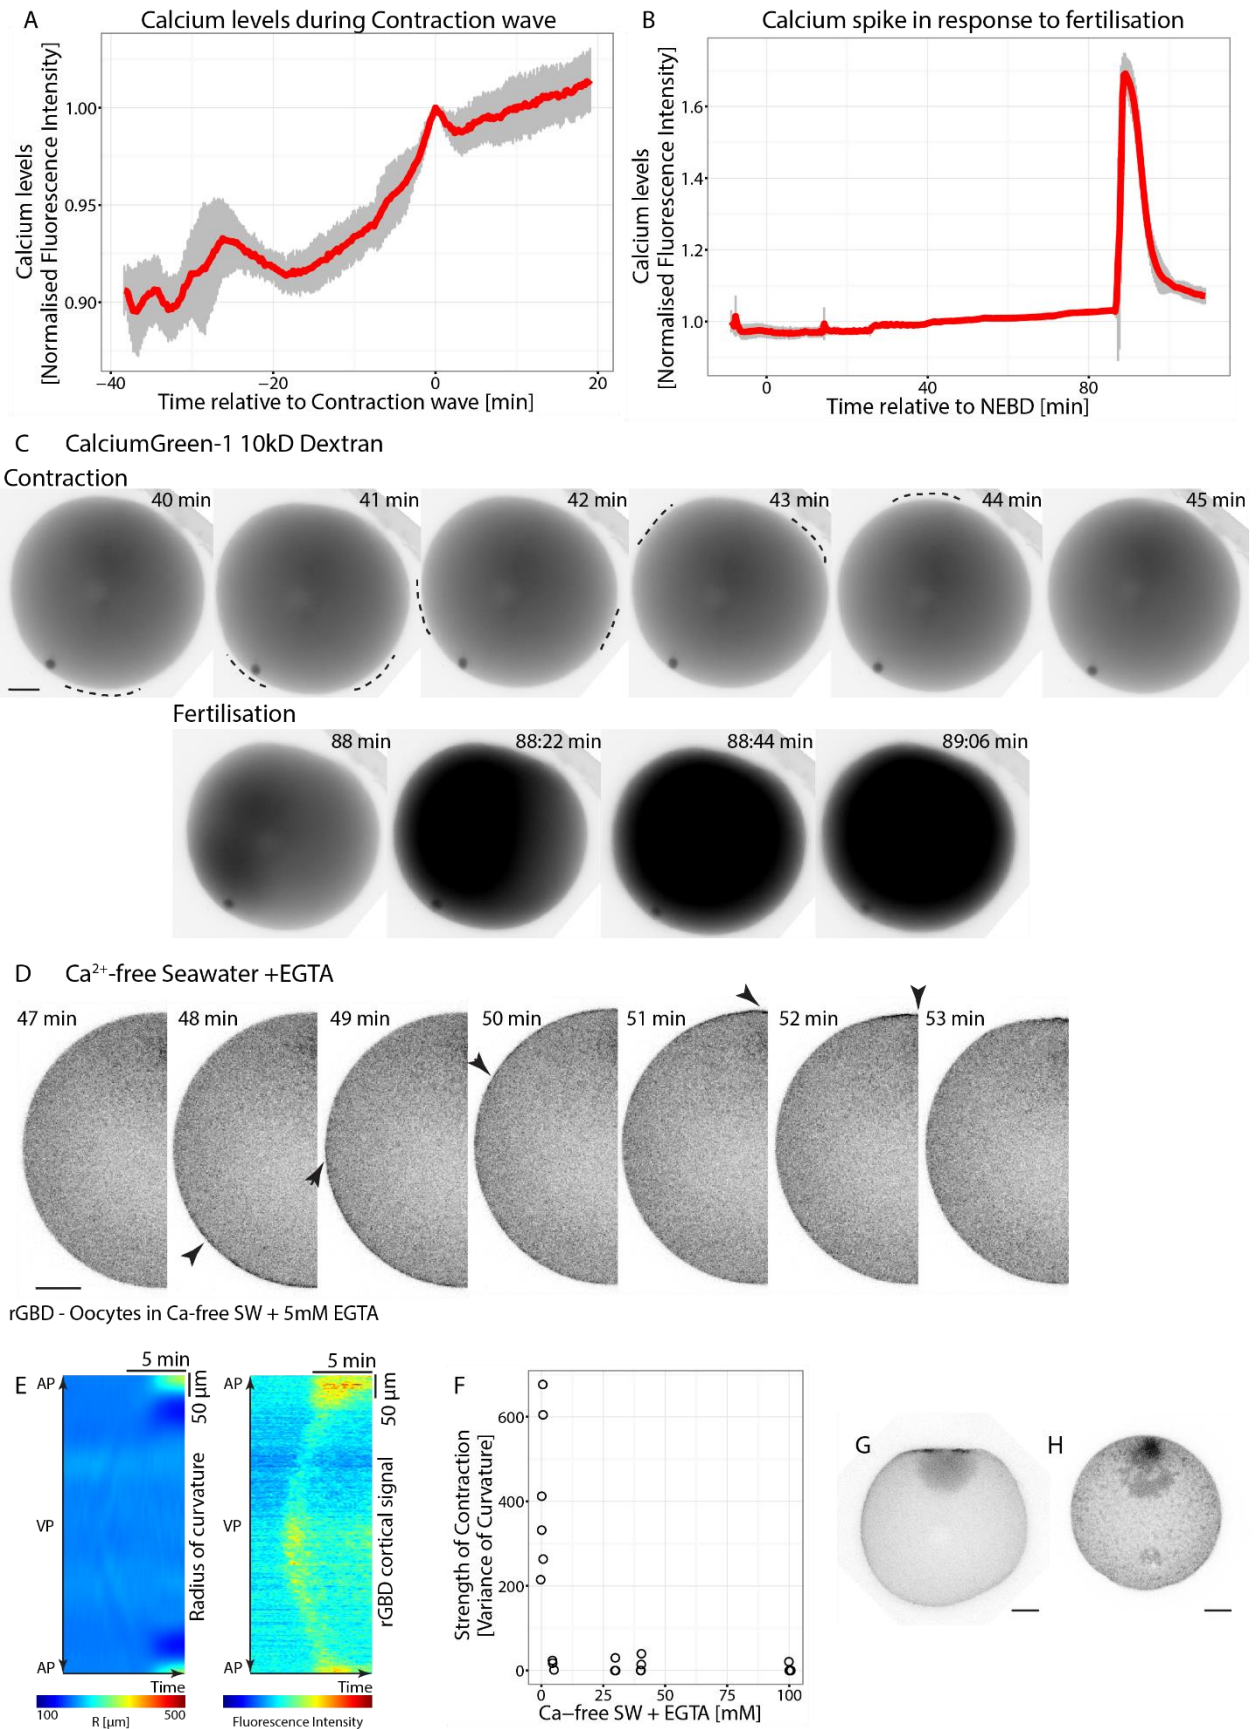 A Calcium levels during Contraction wave
Calcium levels
[Normalised Fluorescence Intensity]
1.00
0.95
0.90
−40 −20 0 20
Time relative to Contraction wave [min]
B Calcium spike in response to fertilisation
Calcium levels
[Normalised Fluorescence Intensity]
1.6
1.4
1.2
1.0
0 40 80
Time relative to NEBD [min]
C CalciumGreen-1 10kD Dextran
Contraction
40 min 41 min 42 min 43 min 44 min 45 min
Fertilisation
88 min 88:22 min 88:44 min 89:06 min
D Ca²⁺-free Seawater +EGTA
47 min 48 min 49 min 50 min 51 min 52 min 53 min
rGBD - Oocytes in Ca-free SW + 5mM EGTA
E
5 min
50 µm
AP
VP
AP
Radius of curvature
Time
100 500
R [µm]
5 min
50 µm
AP
VP
AP
rGBD cortical signal
Time
Fluorescence Intensity
F
Strength of Contraction
[Variance of Curvature]
600
400
200
0
0 25 50 75 100
Ca−free SW + EGTA [mM]
G
H